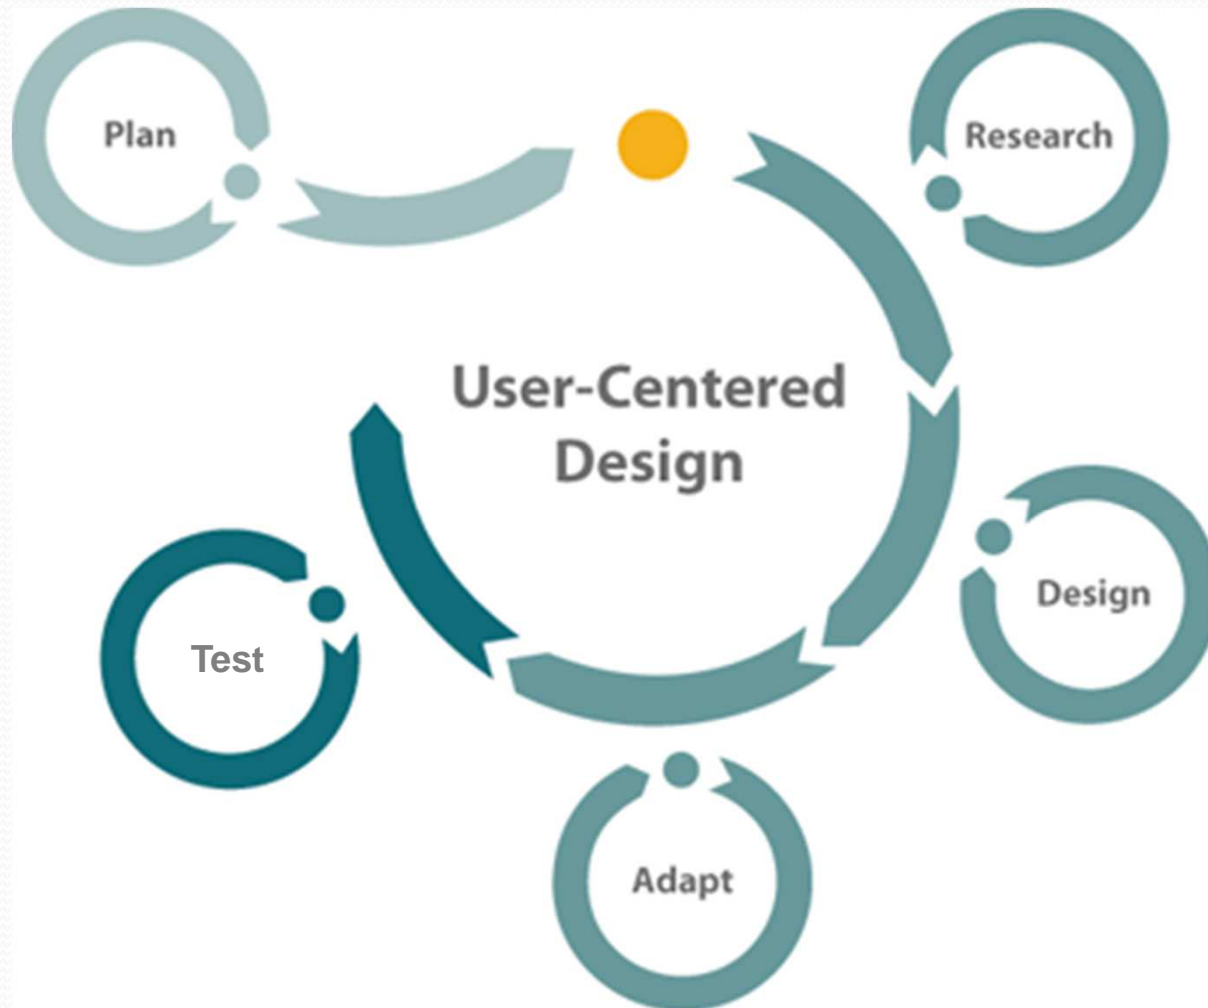 Plan
Research
User-Centered
Design
Design
Test
Adapt